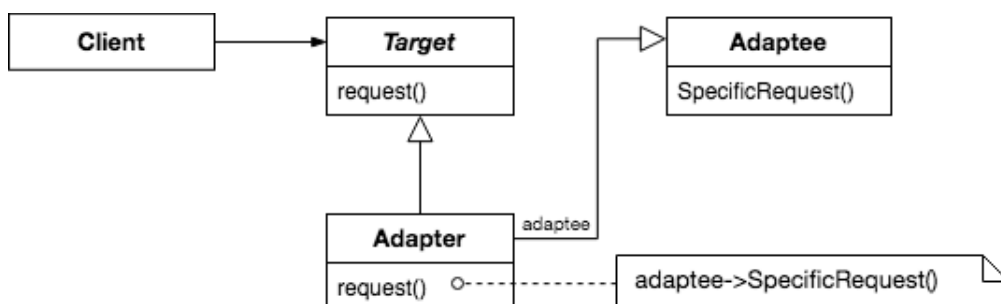 Client
Target
request()
Adaptee
SpecificRequest()
adaptee
Adapter
request()
adaptee->SpecificRequest()